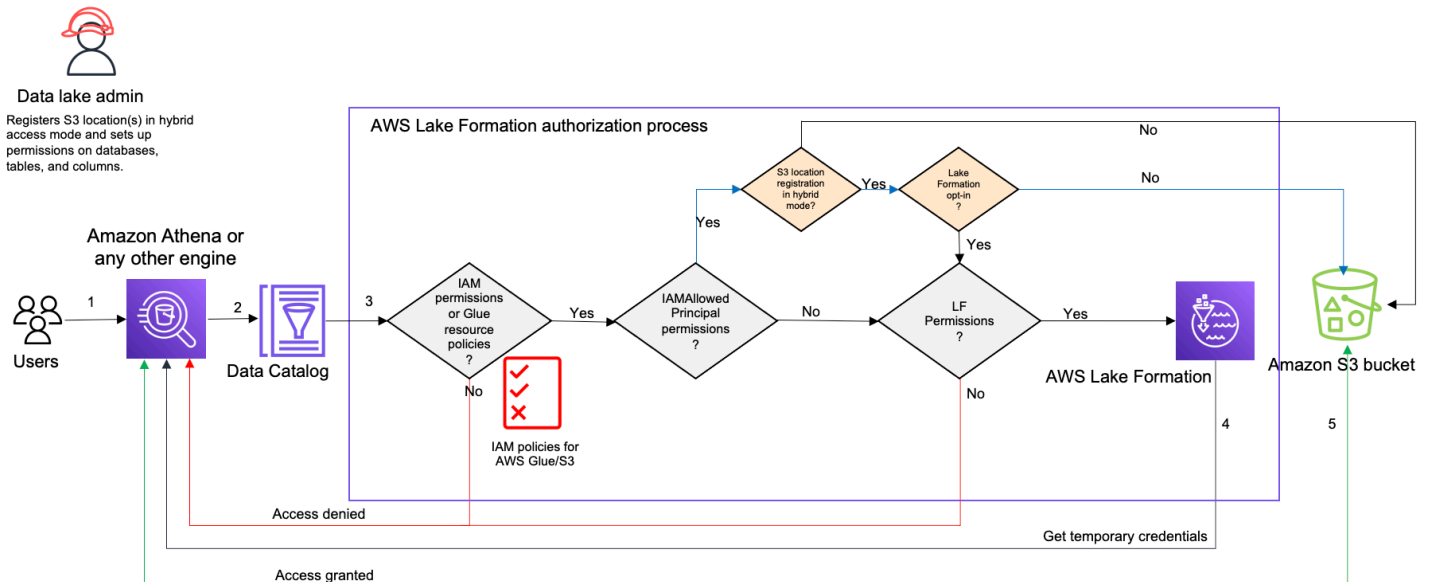 Data lake admin
Registers S3 location(s) in hybrid
access mode and sets up
permissions on databases,
tables, and columns.
AWS Lake Formation authorization process
No
S3 location
registration
in hybrid
mode?
Yes
Lake
Formation
opt-in
?
No
Yes
Yes
Amazon Athena or
any other engine
1
2
3
Users
Data Catalog
IAM
permissions
or Glue
resource
policies
?
Yes
IAMAllowed
Principal
permissions
?
No
LF
Permissions
?
Yes
AWS Lake Formation
Amazon S3 bucket
No
No
IAM policies for
AWS Glue/S3
4
5
Access denied
Get temporary credentials
Access granted